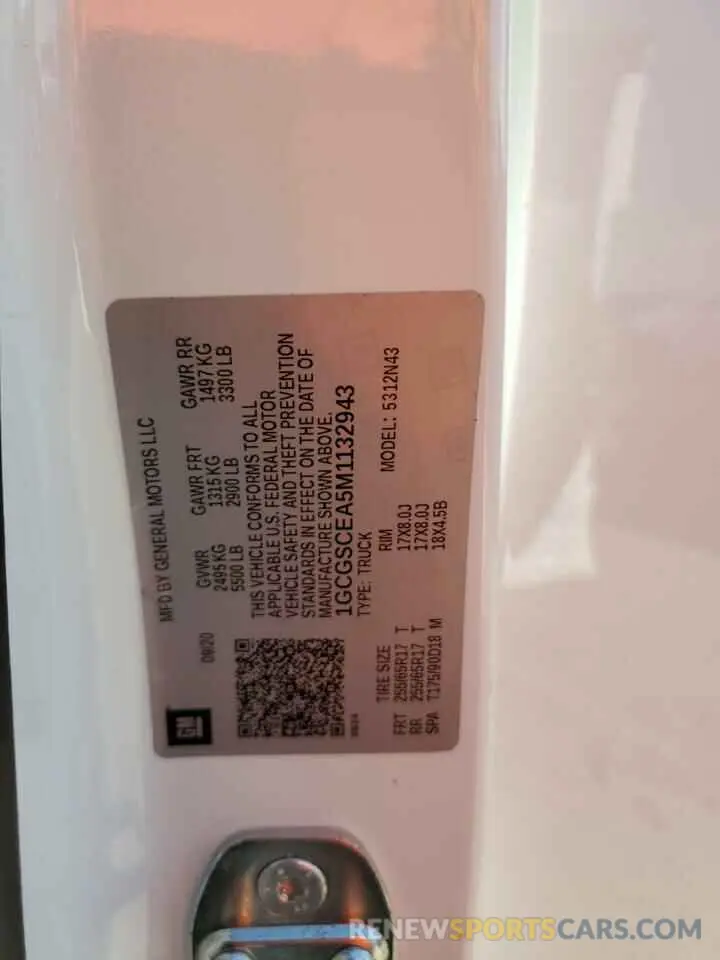 MFD BY GENERAL MOTORS LLC
GM 09/20 GVWR GAWR FRT GAWR RR
2495 KG 1315 KG 1497 KG
5500 LB 2900 LB 3300 LB
THIS VEHICLE CONFORMS TO ALL
APPLICABLE U.S. FEDERAL MOTOR
VEHICLE SAFETY AND THEFT PREVENTION
STANDARDS IN EFFECT ON THE DATE OF
MANUFACTURE SHOWN ABOVE.
1GCGSCEA5M1132943
TYPE: TRUCK MODEL: 5312N43
TIRE SIZE RIM
FRT 255/65R17 T 17X8.0J
RR 255/65R17 T 17X8.0J
SPA T175/90D18 M 18X4.5B
RENEWSPORTSCARS.COM